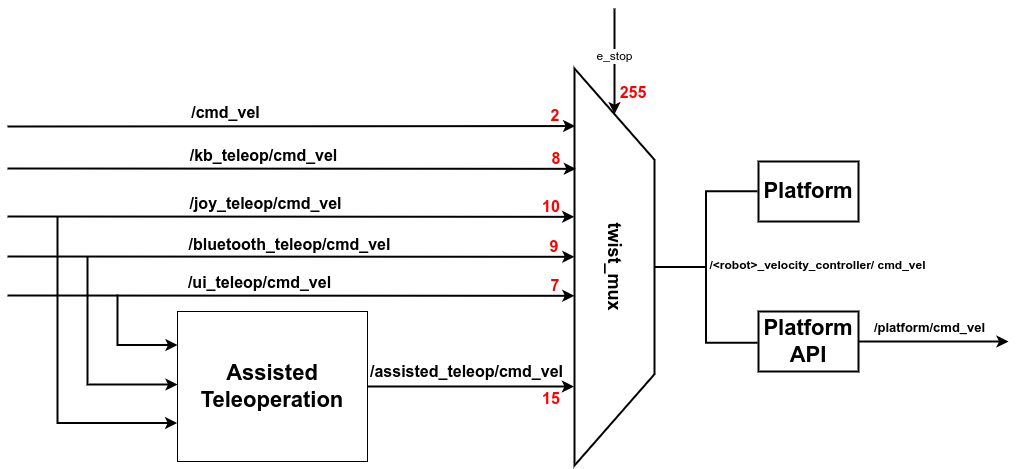 e_stop
255
/cmd_vel
2
/kb_teleop/cmd_vel
8
/joy_teleop/cmd_vel
10
/bluetooth_teleop/cmd_vel
9
/ui_teleop/cmd_vel
7
Assisted
Teleoperation
/assisted_teleop/cmd_vel
15
twist_mux
Platform
/<robot>_velocity_controller/ cmd_vel
Platform
API
/platform/cmd_vel